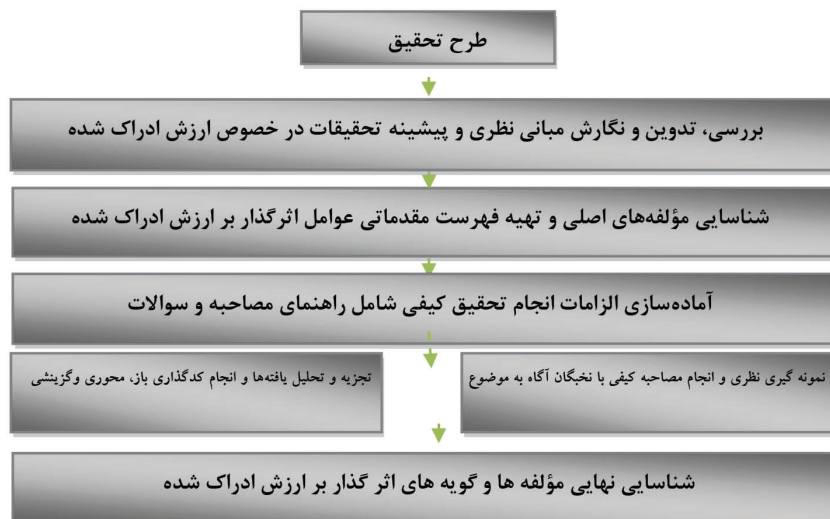 طرح تحقیق
بررسی، تدوین و نگارش مبانی نظری و پیشینه تحقیقات در خصوص ارزش ادراک شده
شناسایی مؤلفه‌های اصلی و تهیه فهرست مقدماتی عوامل اثرگذار بر ارزش ادراک شده
آماده‌سازی الزامات انجام تحقیق کیفی شامل راهنمای مصاحبه و سوالات
نمونه گیری نظری و انجام مصاحبه کیفی با نخبگان آگاه به موضوع
تجزیه و تحلیل یافته‌ها و انجام کدگذاری باز، محوری وگزینشی
شناسایی نهایی مؤلفه ها و گویه های اثر گذار بر ارزش ادراک شده